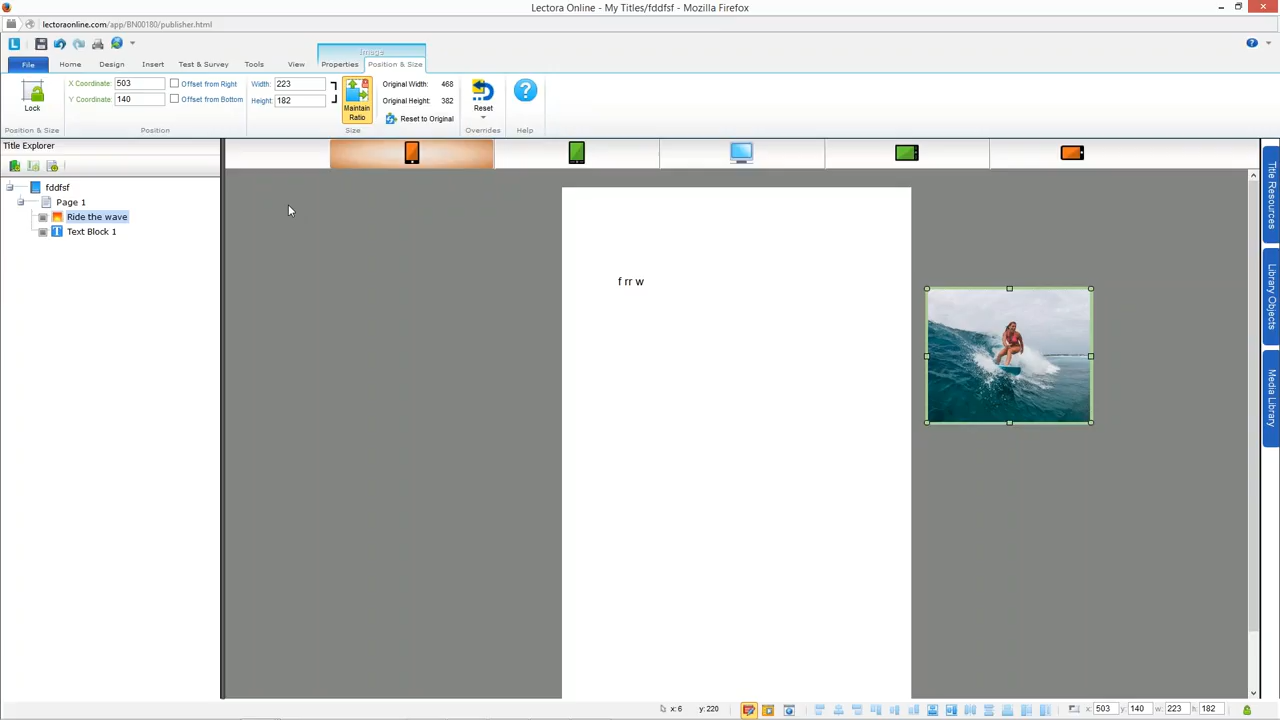 Lectora Online - My Titles/fddfsf - Mozilla Firefox
lectoraonline.com/app/BN00180/publisher.html
Image
File Home Design Insert Test & Survey Tools View Properties Position & Size
X Coordinate: 503 Offset from Right Width: 223 Original Width: 468
Y Coordinate: 140 Offset from Bottom Height: 182 Original Height: 382
Lock Maintain Ratio Reset to Original Reset
Position & Size Position Size Overrides Help
Title Explorer
fddfsf
Page 1
Ride the wave
Text Block 1
f rr w
Title Resources
Library Objects
Media Library
x: 6 y: 220 x: 503 y: 140 w: 223 h: 182